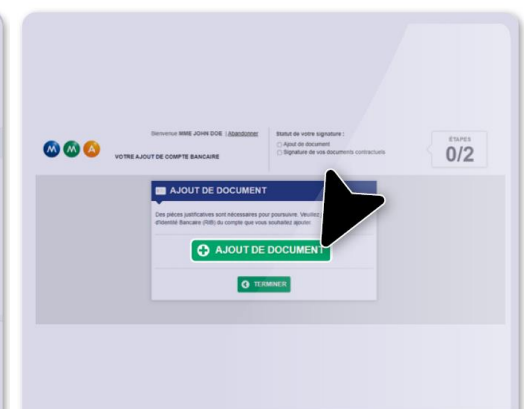 Bienvenue MME JOHN DOE | Abandonner
Statut de votre signature :
Ajout de document
Signature de vos documents contractuels
ÉTAPES
0/2
M M A
VOTRE AJOUT DE COMPTE BANCAIRE
AJOUT DE DOCUMENT
Des pièces justificatives sont nécessaires pour poursuivre. Veuillez
d'Identité Bancaire (RIB) du compte que vous souhaitez ajouter.
AJOUT DE DOCUMENT
TERMINER